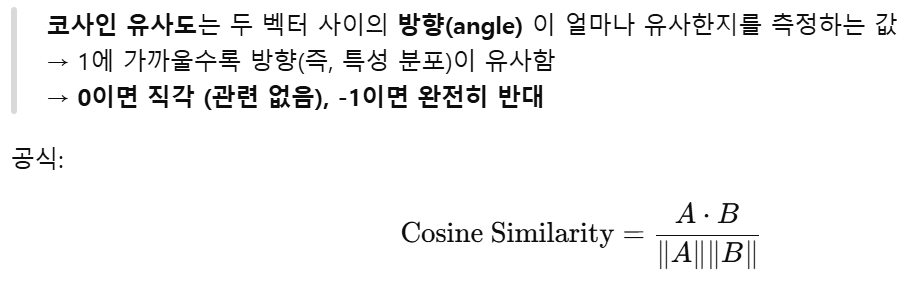 코사인 유사도는 두 벡터 사이의 방향(angle) 이 얼마나 유사한지를 측정하는 값
→ 1에 가까울수록 방향(즉, 특성 분포)이 유사함
→ 0이면 직각 (관련 없음), -1이면 완전히 반대
공식:
Cosine Similarity = A · B / ‖A‖‖B‖